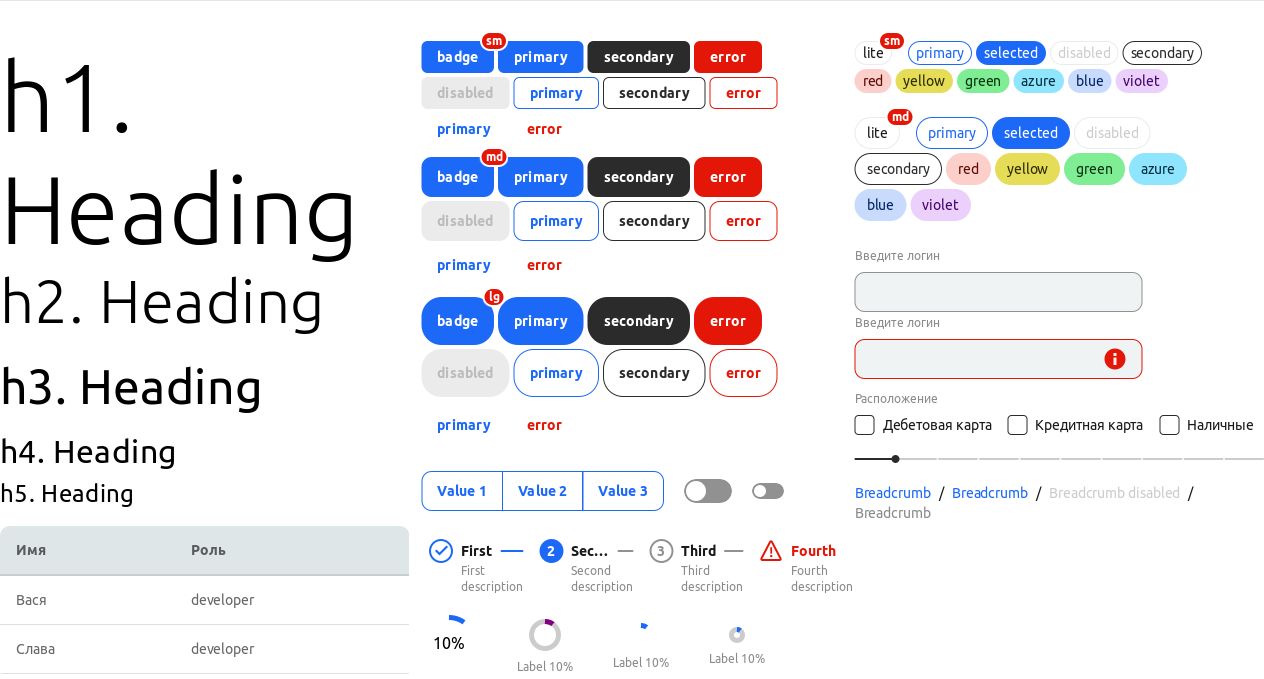 h1.
Heading
h2. Heading
h3. Heading
h4. Heading
h5. Heading
Имя Роль
Вася developer
Слава developer
sm
badge primary secondary error
disabled primary secondary error
primary error
md
badge primary secondary error
disabled primary secondary error
primary error
lg
badge primary secondary error
disabled primary secondary error
primary error
Value 1 Value 2 Value 3
First 2 Sec... 3 Third Fourth
First Second Third Fourth
description description description description
10%
Label 10% Label 10% Label 10%
sm
lite primary selected disabled secondary
red yellow green azure blue violet
md
lite primary selected disabled
secondary red yellow green azure
blue violet
Введите логин
Введите логин
Расположение
Дебетовая карта Кредитная карта Наличные
Breadcrumb / Breadcrumb / Breadcrumb disabled /
Breadcrumb